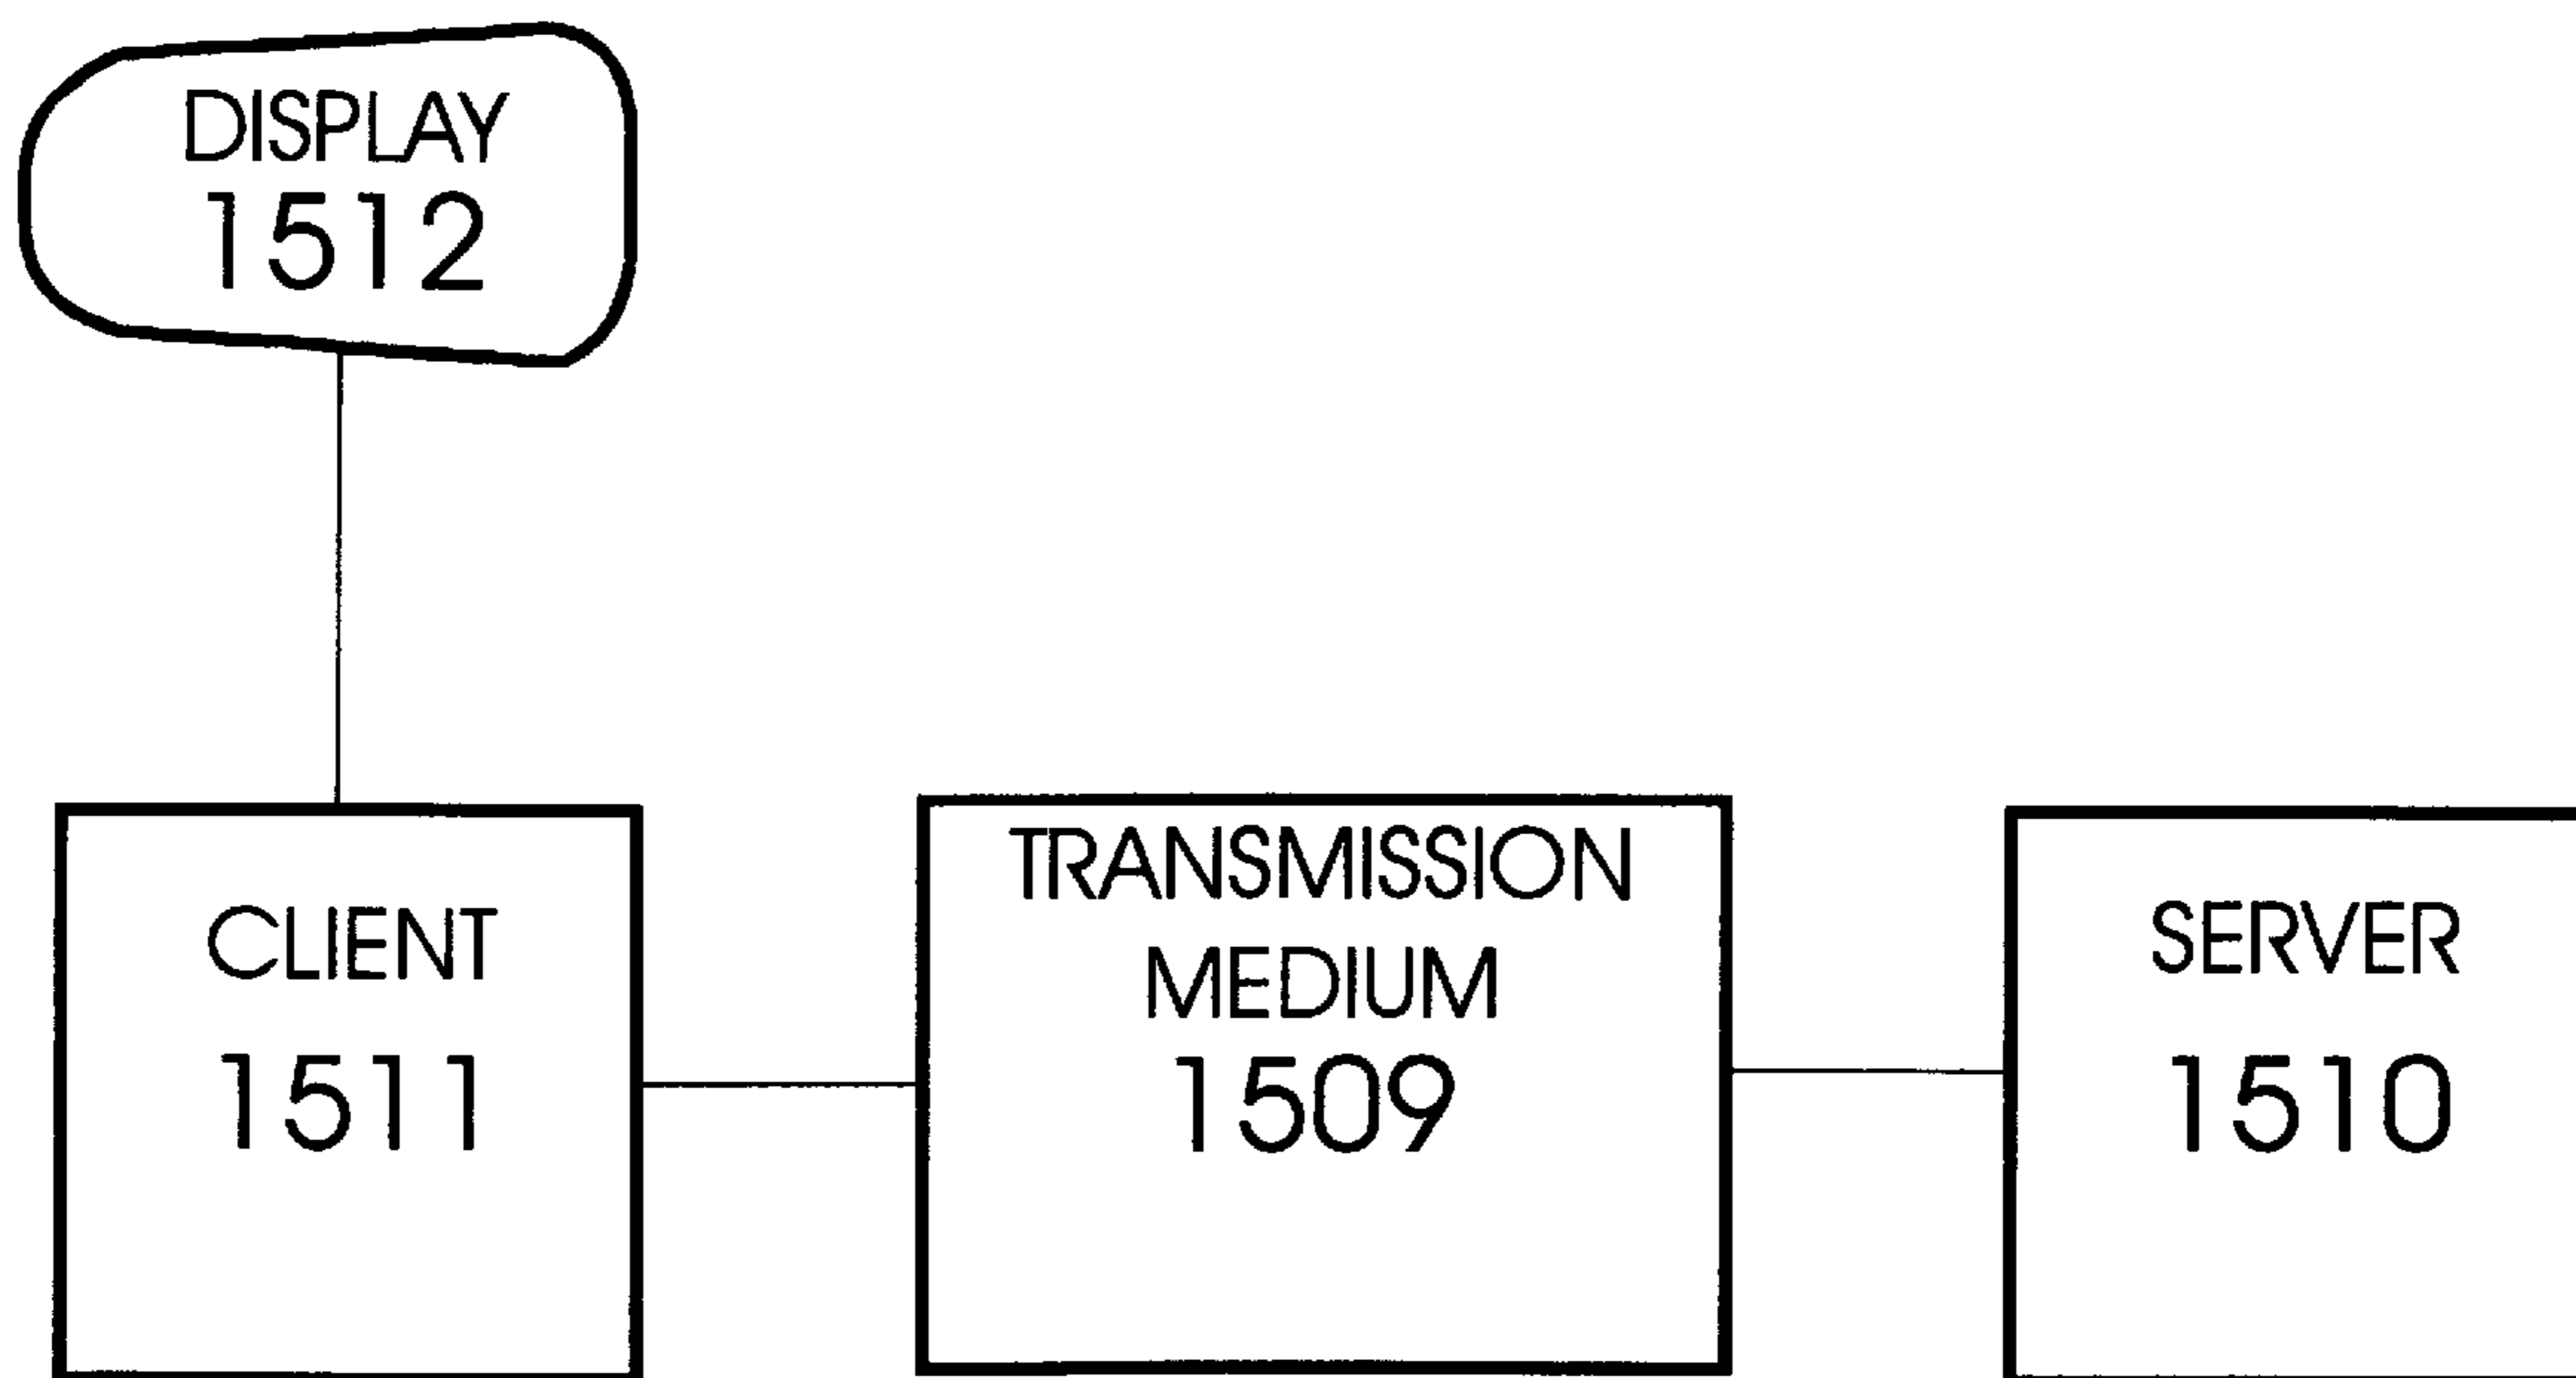 DISPLAY
1512
CLIENT
1511
TRANSMISSION
MEDIUM
1509
SERVER
1510